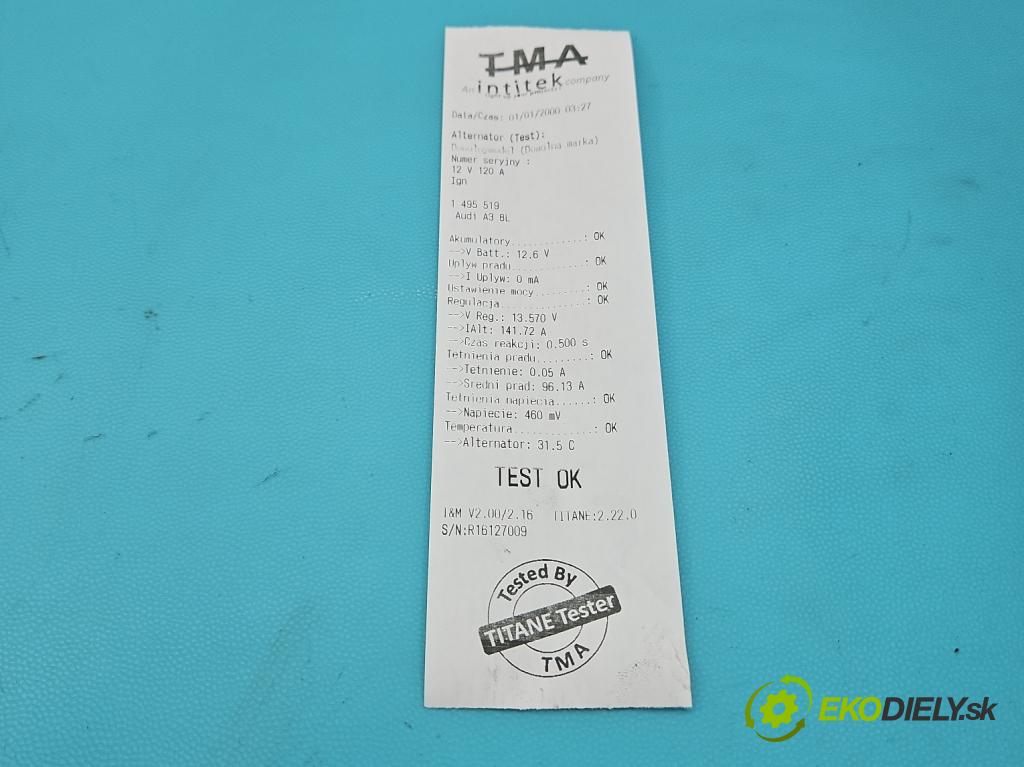 TMA
An intitek company
Data/Czas: 01/01/2000 03:27
Alternator (Test):
(Dowolna marka)
Numer seryjny :
12 V 120 A
Ign
1 495 519
Audi A3 8L
Akumulatory............: OK
-->V Batt.: 12.6 V
Uplyw pradu............: OK
-->I Uplyw: 0 mA
Ustawienie mocy........: OK
Regulacja..............: OK
-->V Reg.: 13.570 V
-->IAlt: 141.72 A
-->Czas reakcji: 0.500 s
Tetnienia pradu........: OK
-->Tetnienie: 0.05 A
-->Sredni prad: 96.13 A
Tetnienia napiecia.....: OK
-->Napiecie: 460 mV
Temperatura............: OK
-->Alternator: 31.5 C
TEST OK
I&M V2.00/2.16 TITANE:2.22.0
S/N:R16127009
Tested By
TITANE Tester
TMA
EKODIELY.sk